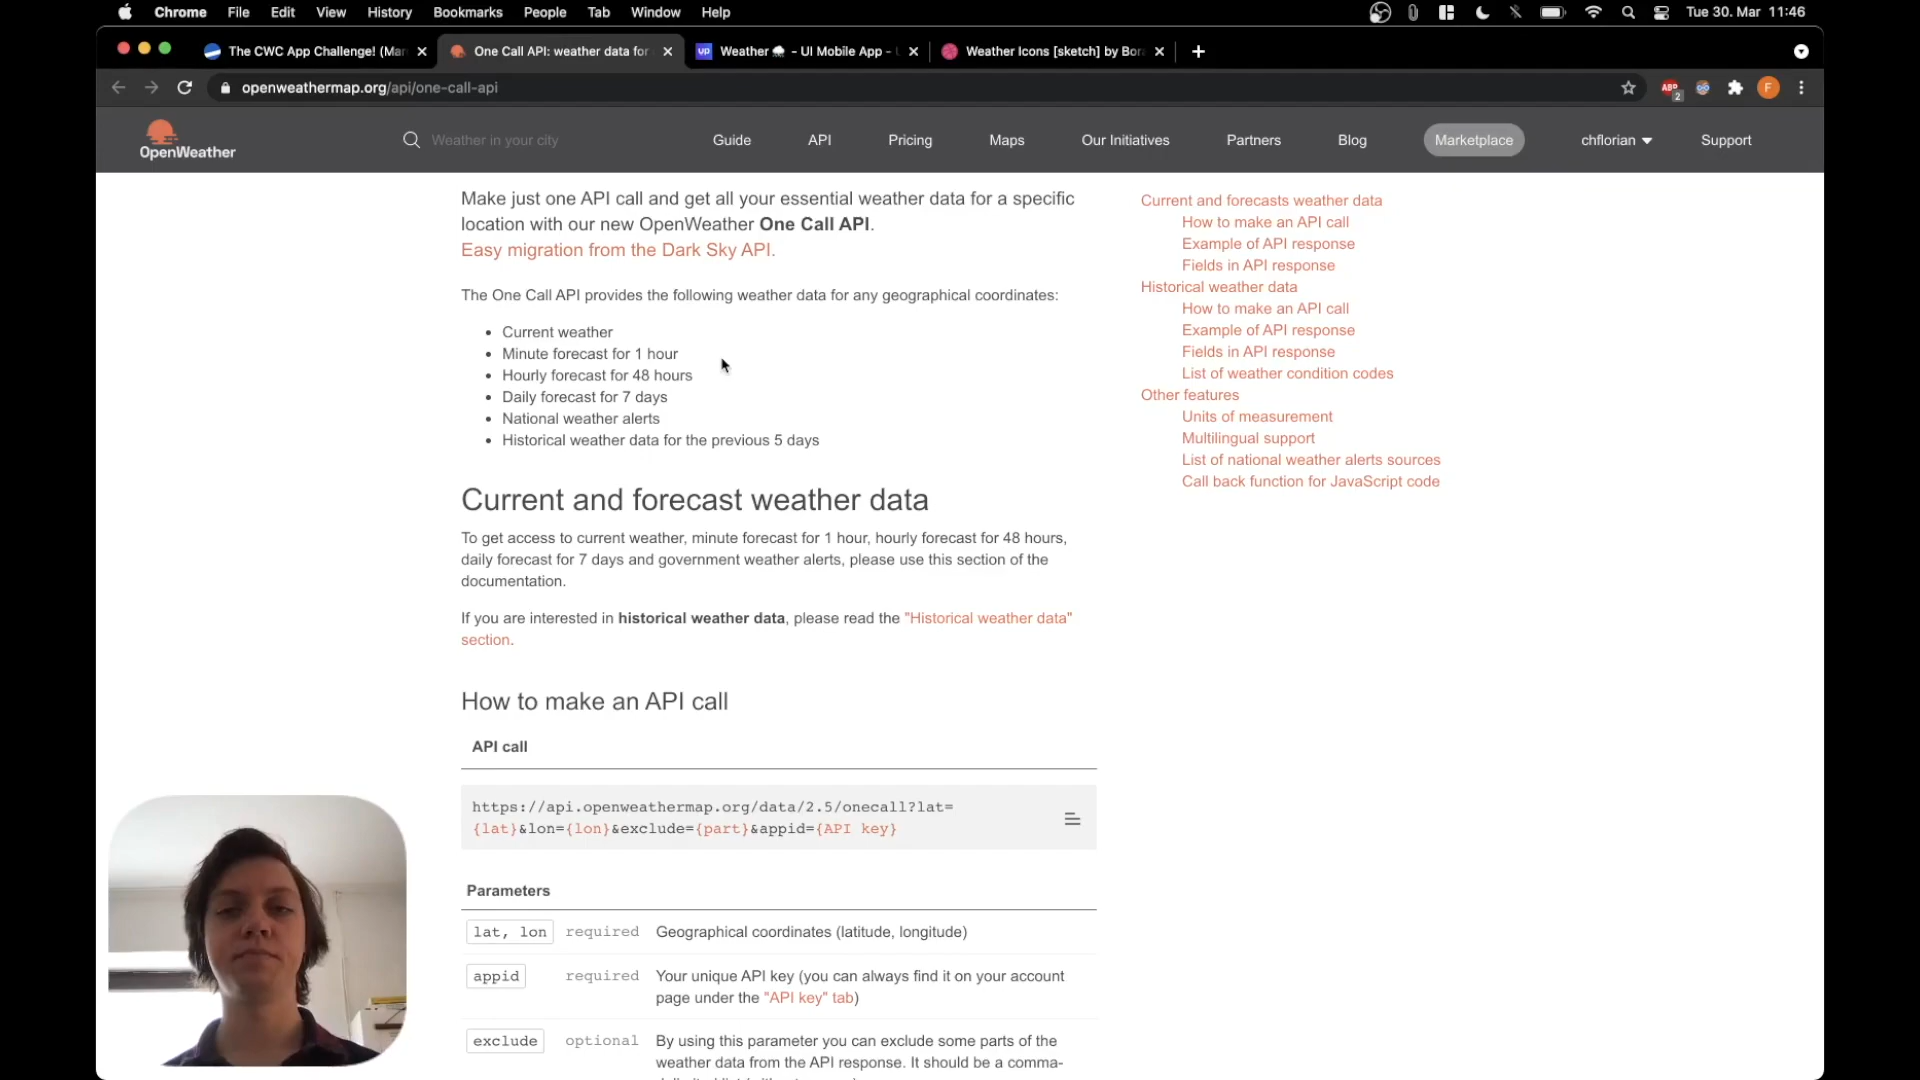 Chrome File Edit View History Bookmarks People Tab Window Help Tue 30. Mar 11:46
The CWC App Challenge! (Mar One Call API: weather data for Weather 🌧 - UI Mobile App - Weather Icons [sketch] by Bor
openweathermap.org/api/one-call-api ABP 2 F
OpenWeather Weather in your city Guide API Pricing Maps Our Initiatives Partners Blog Marketplace chflorian Support
Make just one API call and get all your essential weather data for a specific
location with our new OpenWeather One Call API.
Easy migration from the Dark Sky API.
The One Call API provides the following weather data for any geographical coordinates:
• Current weather
• Minute forecast for 1 hour
• Hourly forecast for 48 hours
• Daily forecast for 7 days
• National weather alerts
• Historical weather data for the previous 5 days
Current and forecast weather data
To get access to current weather, minute forecast for 1 hour, hourly forecast for 48 hours,
daily forecast for 7 days and government weather alerts, please use this section of the
documentation.
If you are interested in historical weather data, please read the "Historical weather data"
section.
How to make an API call
API call
https://api.openweathermap.org/data/2.5/onecall?lat=
{lat}&lon={lon}&exclude={part}&appid={API key}
Parameters
lat, lon required Geographical coordinates (latitude, longitude)
appid required Your unique API key (you can always find it on your account
page under the "API key" tab)
exclude optional By using this parameter you can exclude some parts of the
weather data from the API response. It should be a comma-
Current and forecasts weather data
How to make an API call
Example of API response
Fields in API response
Historical weather data
How to make an API call
Example of API response
Fields in API response
List of weather condition codes
Other features
Units of measurement
Multilingual support
List of national weather alerts sources
Call back function for JavaScript code